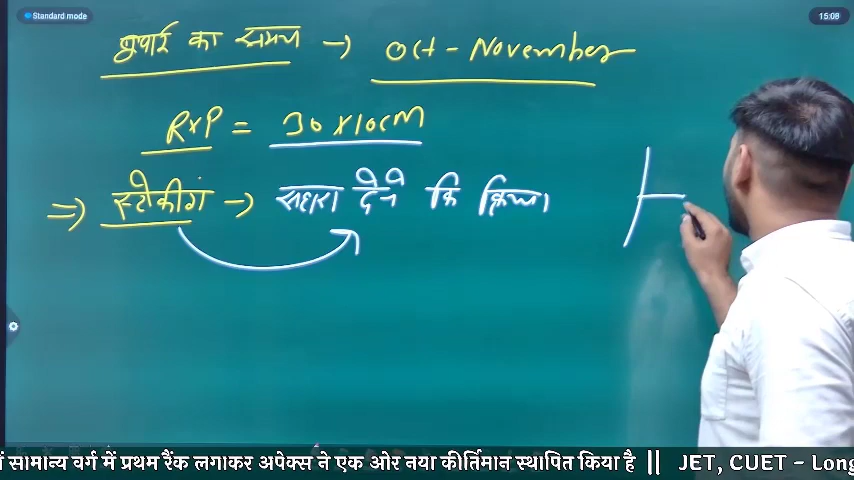 Standard mode
15:08
बुवाई का समय → Oct - November
RxP = 30 x 10 cm
⇒ स्टेकींग → सहारा देने कि क्रिया।
सामान्य वर्ग में प्रथम रैंक लगाकर अपेक्स ने एक ओर नया कीर्तिमान स्थापित किया है || JET, CUET - Long